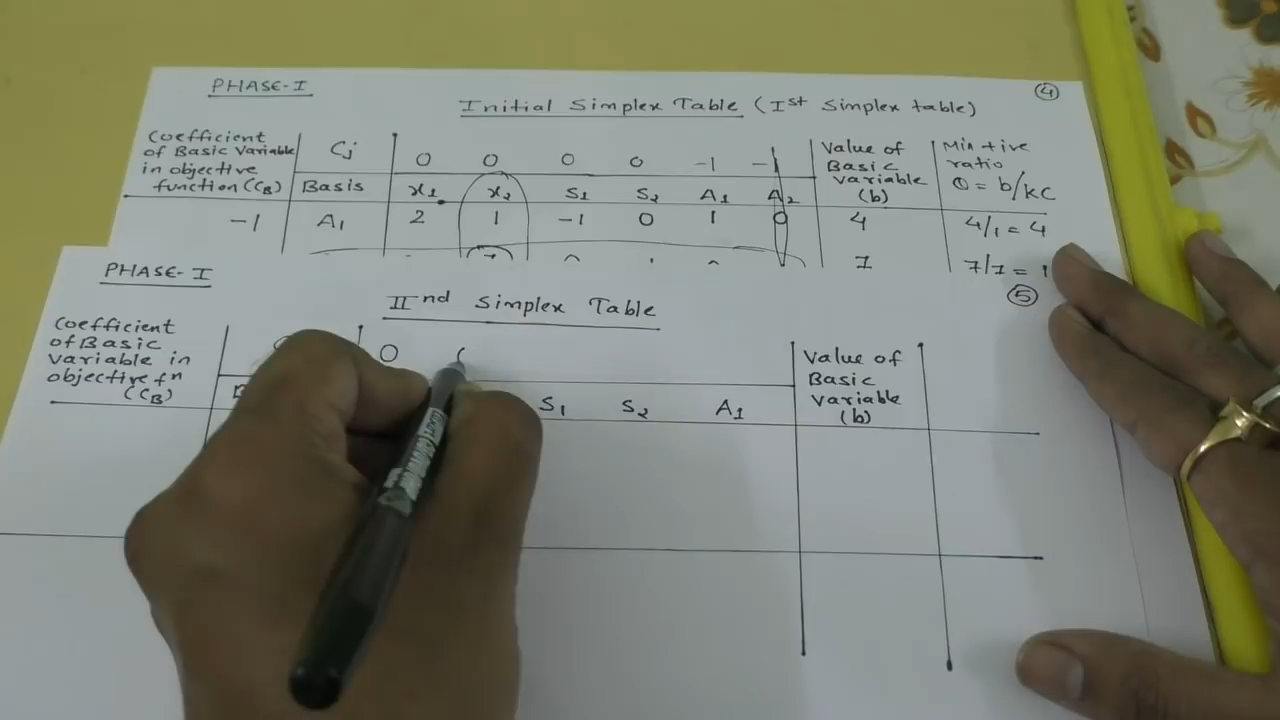 PHASE-I
④
Initial Simplex Table (Ist Simplex table)
Coefficient of Basic Variable in objective function (CB)
Cj 0 0 0 0 -1 -1
Value of Basic Variable (b)
Min +ive ratio θ = b/KC
Basis x1 x2 S1 S2 A1 A2
-1 A1 2 1 -1 0 1 0 4 4/1 = 4
7 7/7 = 1
PHASE-I
⑤
IInd Simplex Table
Coefficient of Basic Variable in objective fn (CB)
0
S1 S2 A1
Value of Basic Variable (b)